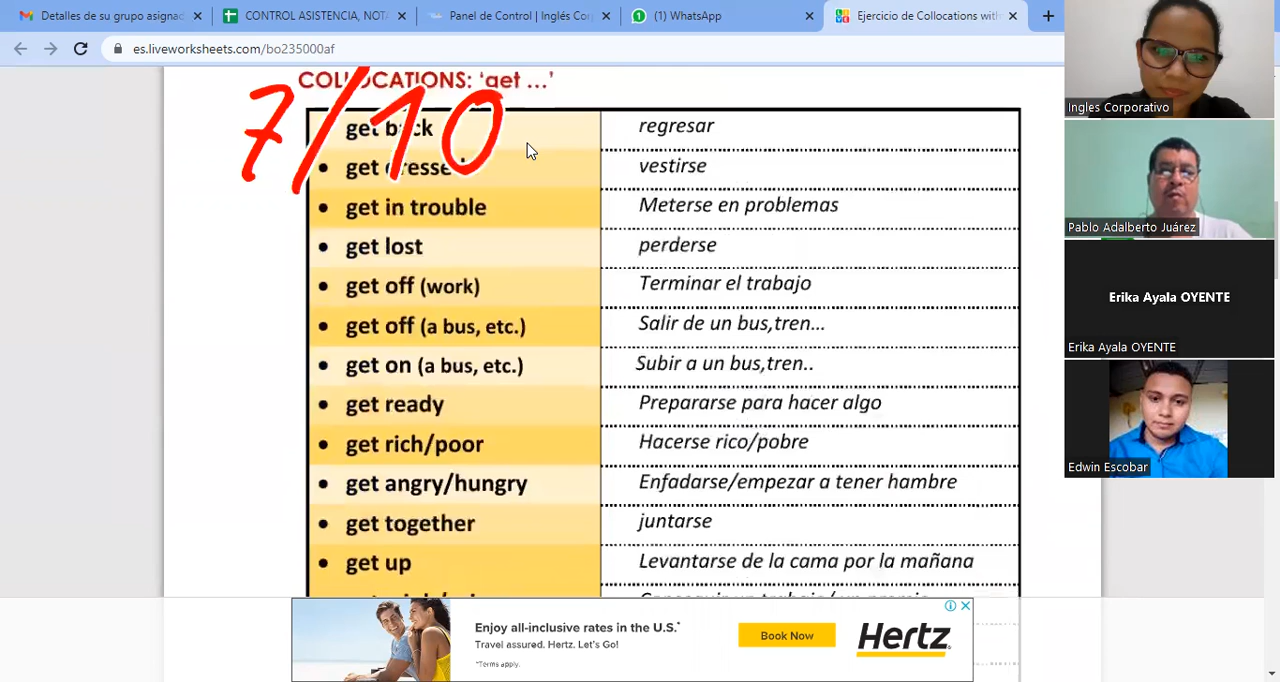 Detalles de su grupo asignad
CONTROL ASISTENCIA, NOTA
Panel de Control | Inglés Corp
(1) WhatsApp
Ejercicio de Collocations with
es.liveworksheets.com/bo235000af
COLLOCATIONS: 'get ...'
7/10
get back regresar
get dressed vestirse
get in trouble Meterse en problemas
get lost perderse
get off (work) Terminar el trabajo
get off (a bus, etc.) Salir de un bus,tren...
get on (a bus, etc.) Subir a un bus,tren..
get ready Prepararse para hacer algo
get rich/poor Hacerse rico/pobre
get angry/hungry Enfadarse/empezar a tener hambre
get together juntarse
get up Levantarse de la cama por la mañana
Enjoy all-inclusive rates in the U.S.*
Travel assured. Hertz. Let's Go!
*Terms apply.
Book Now
Hertz
Ingles Corporativo
Pablo Adalberto Juárez
Erika Ayala OYENTE
Erika Ayala OYENTE
Edwin Escobar